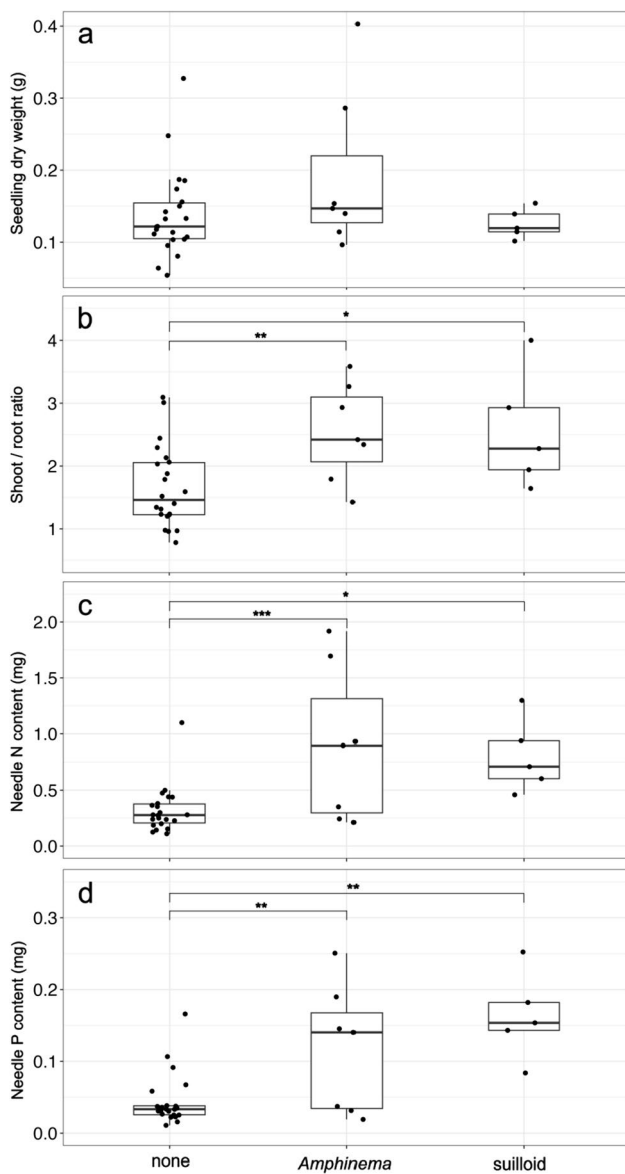 a
Seedling dry weight (g)
0.4
0.3
0.2
0.1
b
Shoot / root ratio
4
3
2
1
*
**
c
Needle N content (mg)
2.0
1.5
1.0
0.5
0.0
*
***
d
Needle P content (mg)
0.3
0.2
0.1
0.0
**
**
none Amphinema suilloid